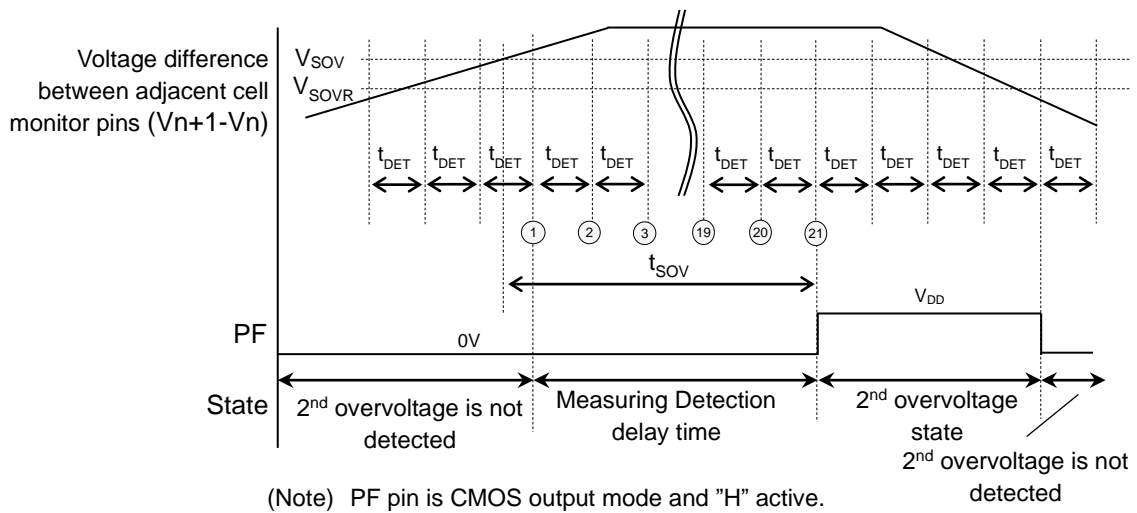 Voltage difference
between adjacent cell
monitor pins (Vn+1-Vn)
VSOV
VSOVR
tDET tDET tDET tDET tDET tDET tDET tDET tDET tDET tDET tDET
1 2 3 19 20 21
tSOV
PF
0V
VDD
State
2nd overvoltage is not
detected
Measuring Detection
delay time
2nd overvoltage
state
2nd overvoltage is not
detected
(Note) PF pin is CMOS output mode and ”H” active.